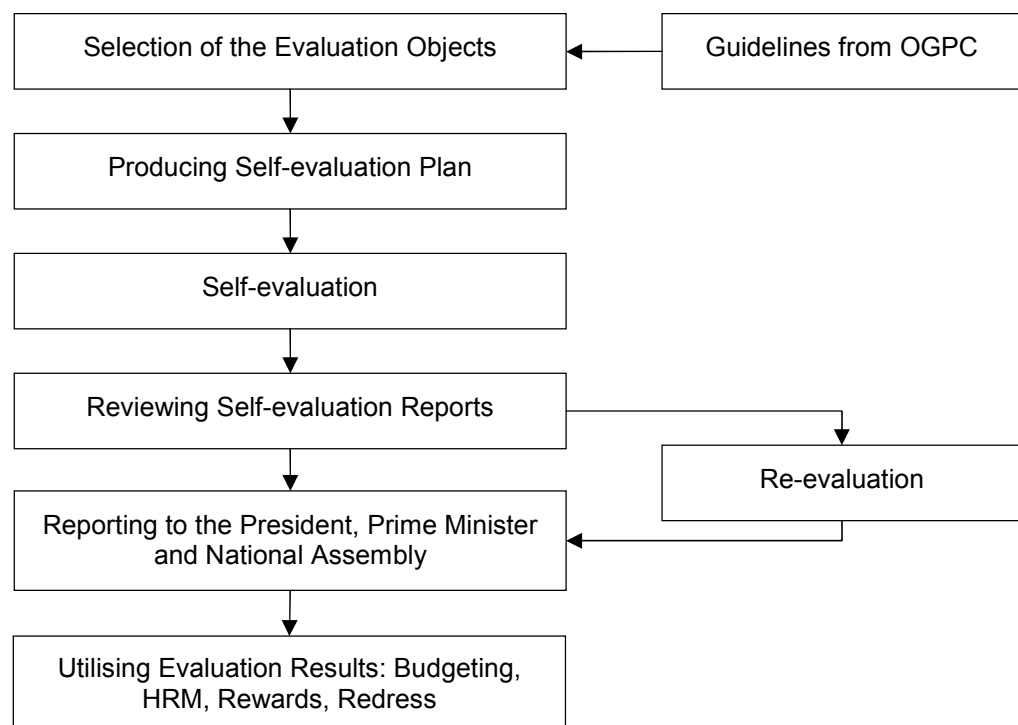 Selection of the Evaluation Objects
Guidelines from OGPC
Producing Self-evaluation Plan
Self-evaluation
Reviewing Self-evaluation Reports
Re-evaluation
Reporting to the President, Prime Minister
and National Assembly
Utilising Evaluation Results: Budgeting,
HRM, Rewards, Redress